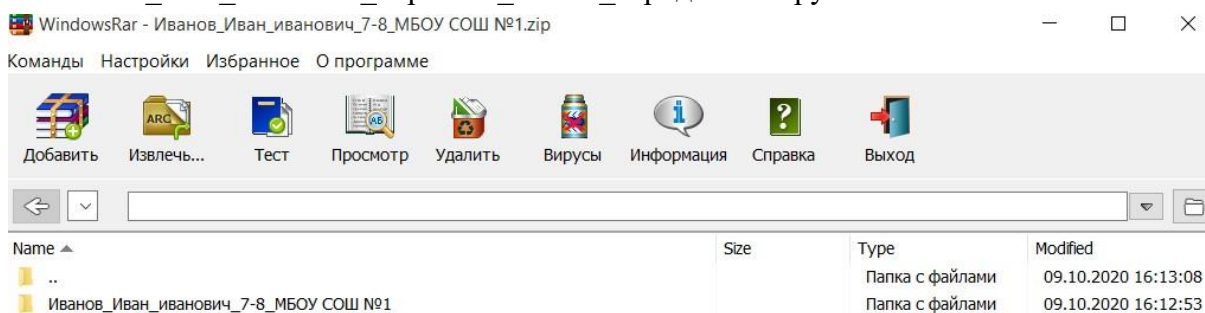 WindowsRar - Иванов_Иван_иванович_7-8_МБОУ СОШ №1.zip
Команды Настройки Избранное О программе
ARC АБ
Добавить Извлечь... Тест Просмотр Удалить Вирусы Информация Справка Выход
Name Size Type Modified
.. Папка с файлами 09.10.2020 16:13:08
Иванов_Иван_иванович_7-8_МБОУ СОШ №1 Папка с файлами 09.10.2020 16:12:53